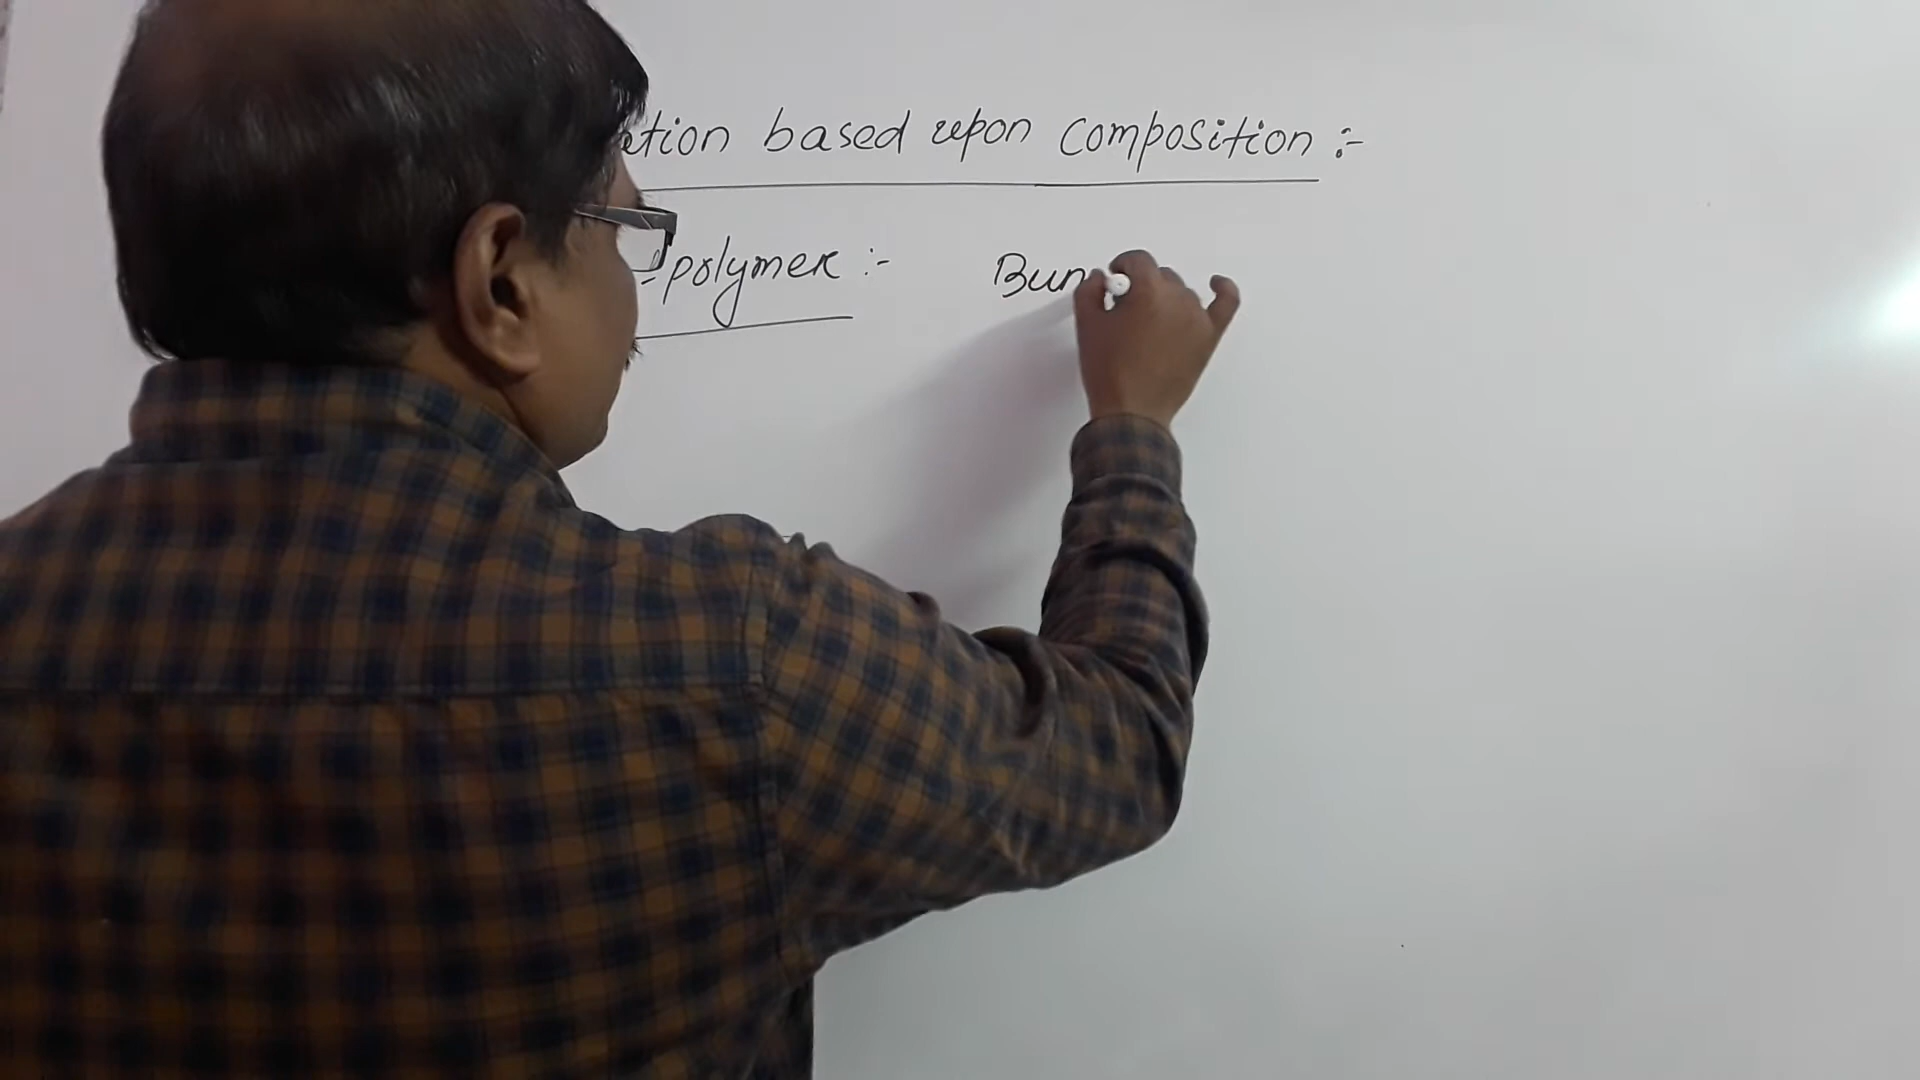 ation based upon composition :-
-polymer :- Bun